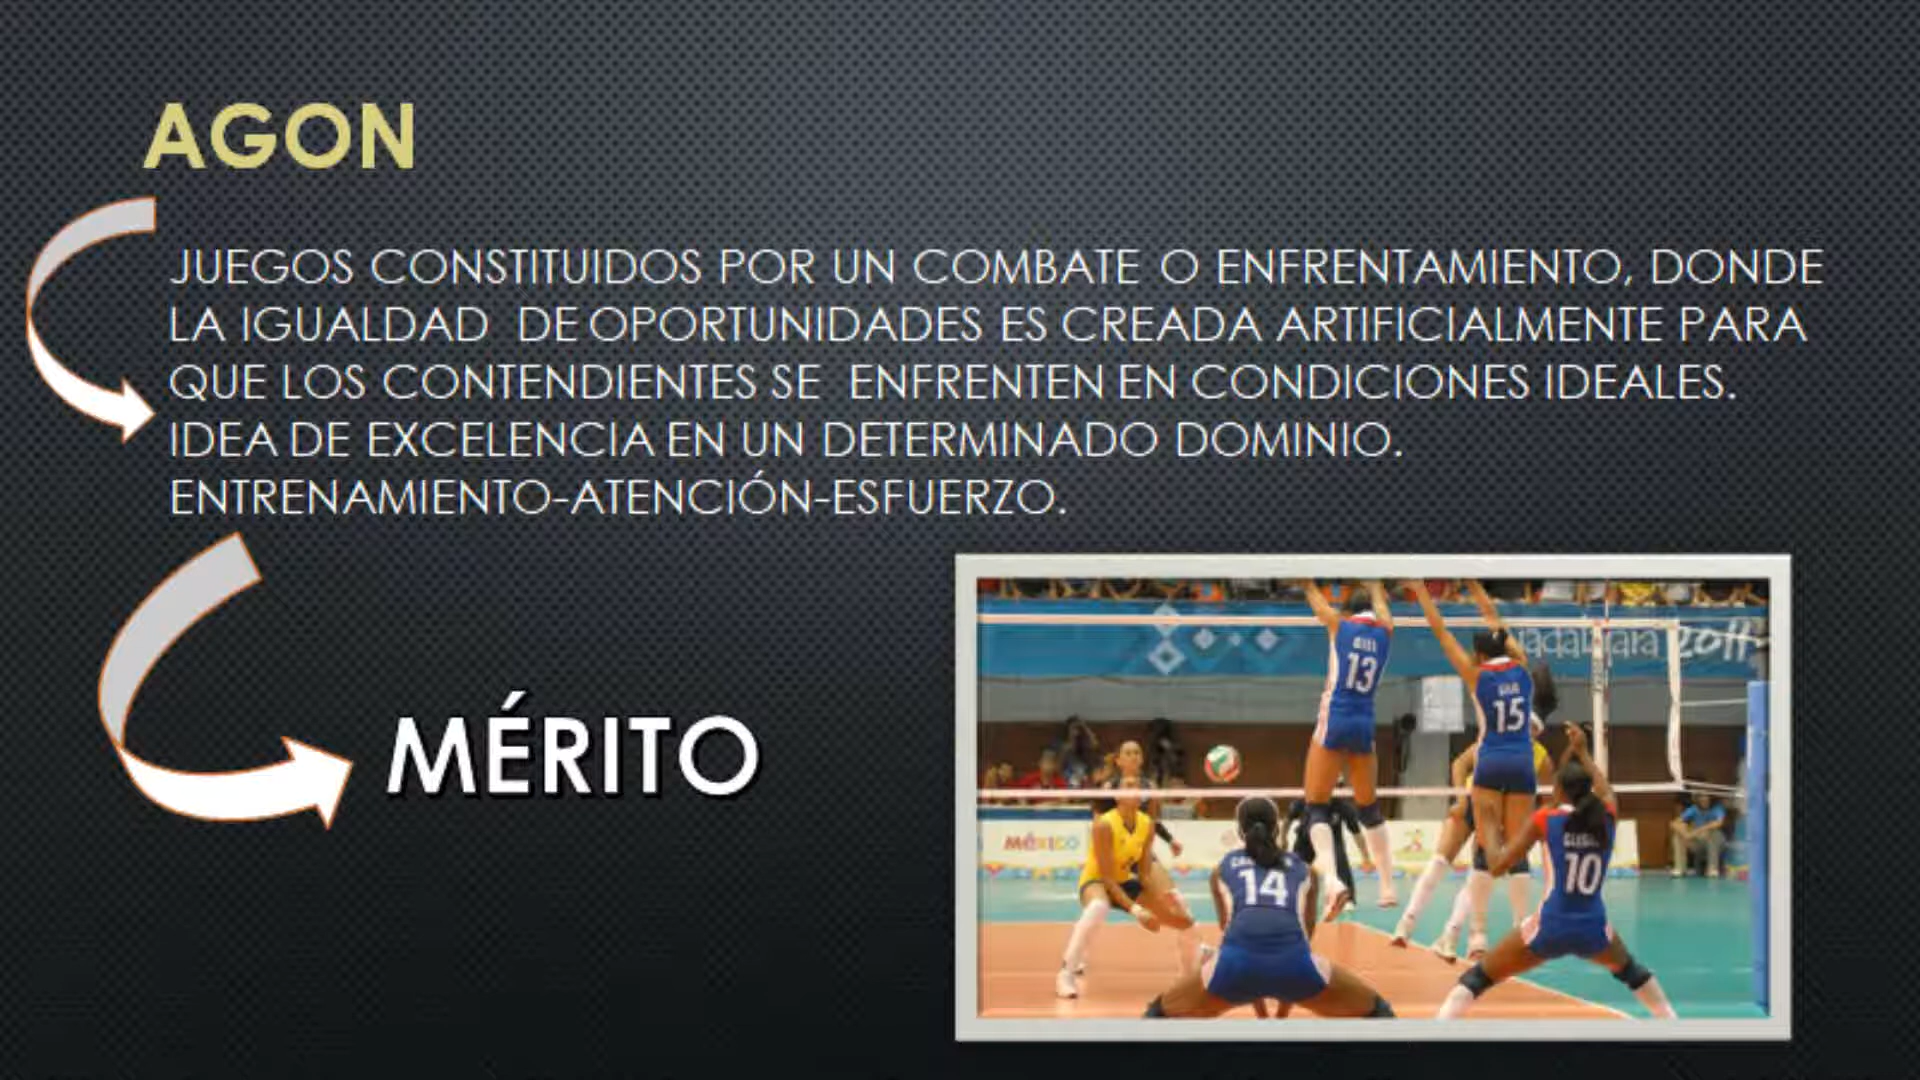 AGON
JUEGOS CONSTITUIDOS POR UN COMBATE O ENFRENTAMIENTO, DONDE
LA IGUALDAD DE OPORTUNIDADES ES CREADA ARTIFICIALMENTE PARA
QUE LOS CONTENDIENTES SE ENFRENTEN EN CONDICIONES IDEALES.
IDEA DE EXCELENCIA EN UN DETERMINADO DOMINIO.
ENTRENAMIENTO-ATENCIÓN-ESFUERZO.
MÉRITO
13
2011
15
MéxICO
14
10